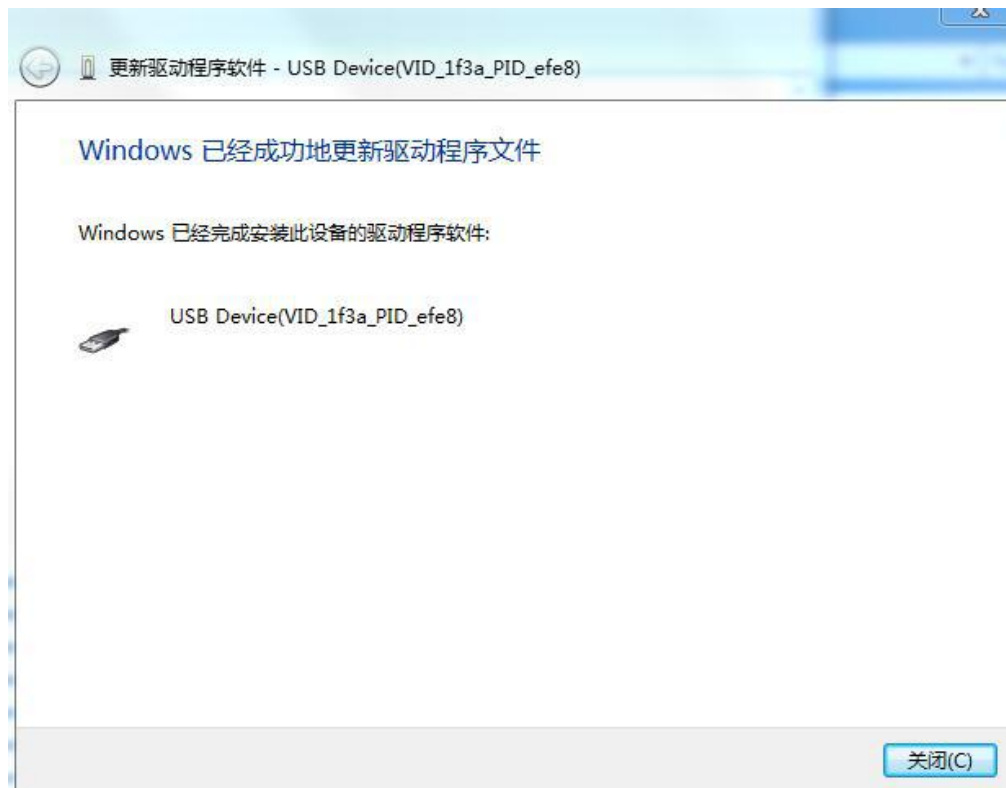 更新驱动程序软件 - USB Device(VID_1f3a_PID_efe8)
Windows 已经成功地更新驱动程序文件
Windows 已经完成安装此设备的驱动程序软件:
USB Device(VID_1f3a_PID_efe8)
关闭(C)